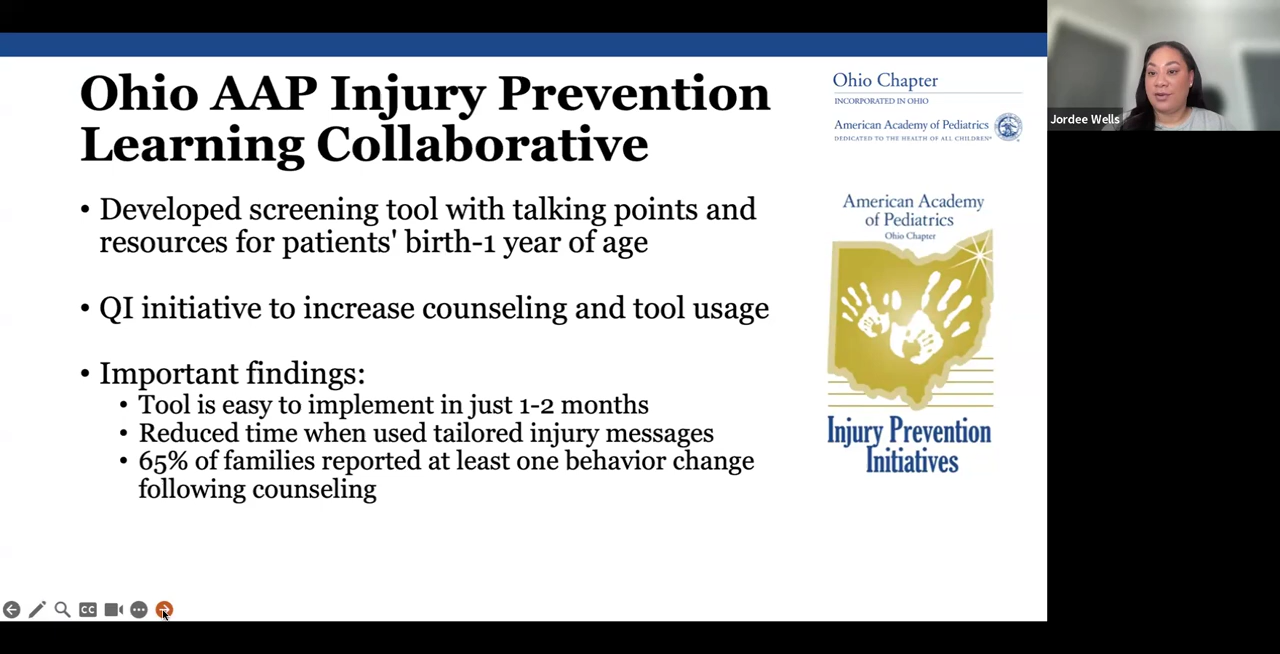 Ohio AAP Injury Prevention
Learning Collaborative
• Developed screening tool with talking points and
resources for patients' birth-1 year of age
• QI initiative to increase counseling and tool usage
• Important findings:
• Tool is easy to implement in just 1-2 months
• Reduced time when used tailored injury messages
• 65% of families reported at least one behavior change
following counseling
Ohio Chapter
INCORPORATED IN OHIO
American Academy of Pediatrics
DEDICATED TO THE HEALTH OF ALL CHILDREN®
American Academy
of Pediatrics
Ohio Chapter
Injury Prevention
Initiatives
Jordee Wells
CC